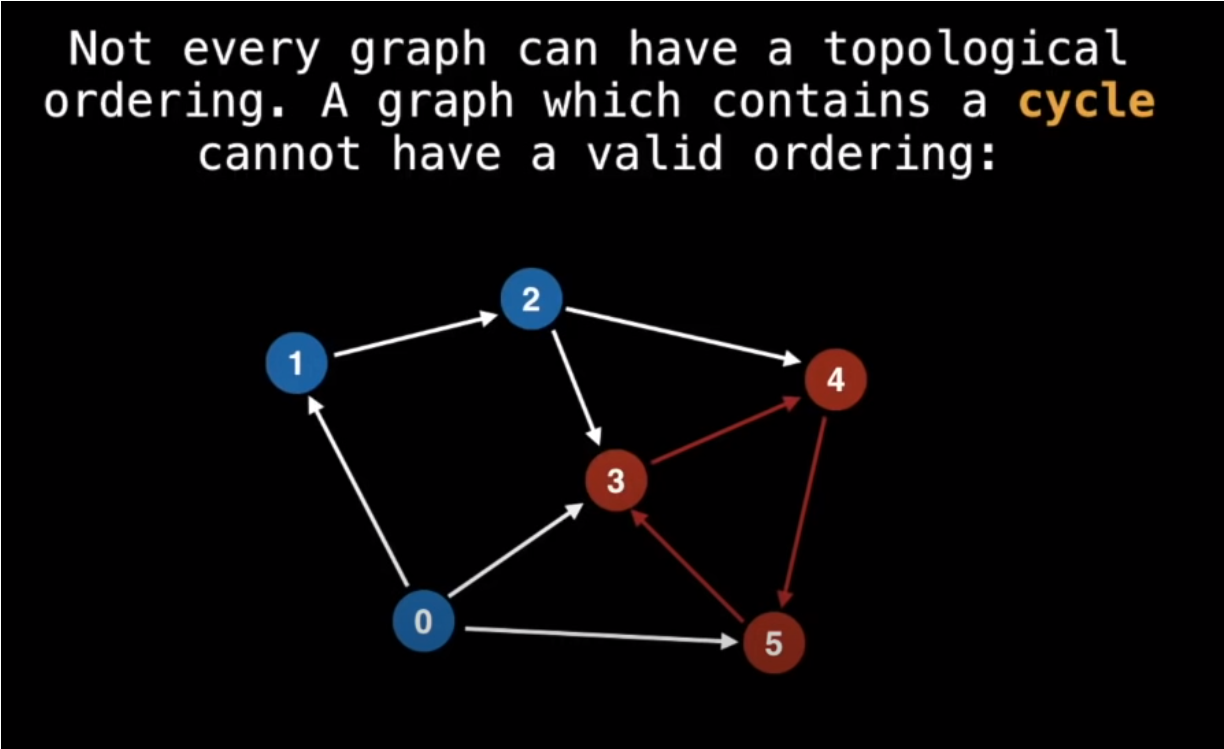 Not every graph can have a topological
ordering. A graph which contains a cycle
cannot have a valid ordering:
2
1
4
3
0
5